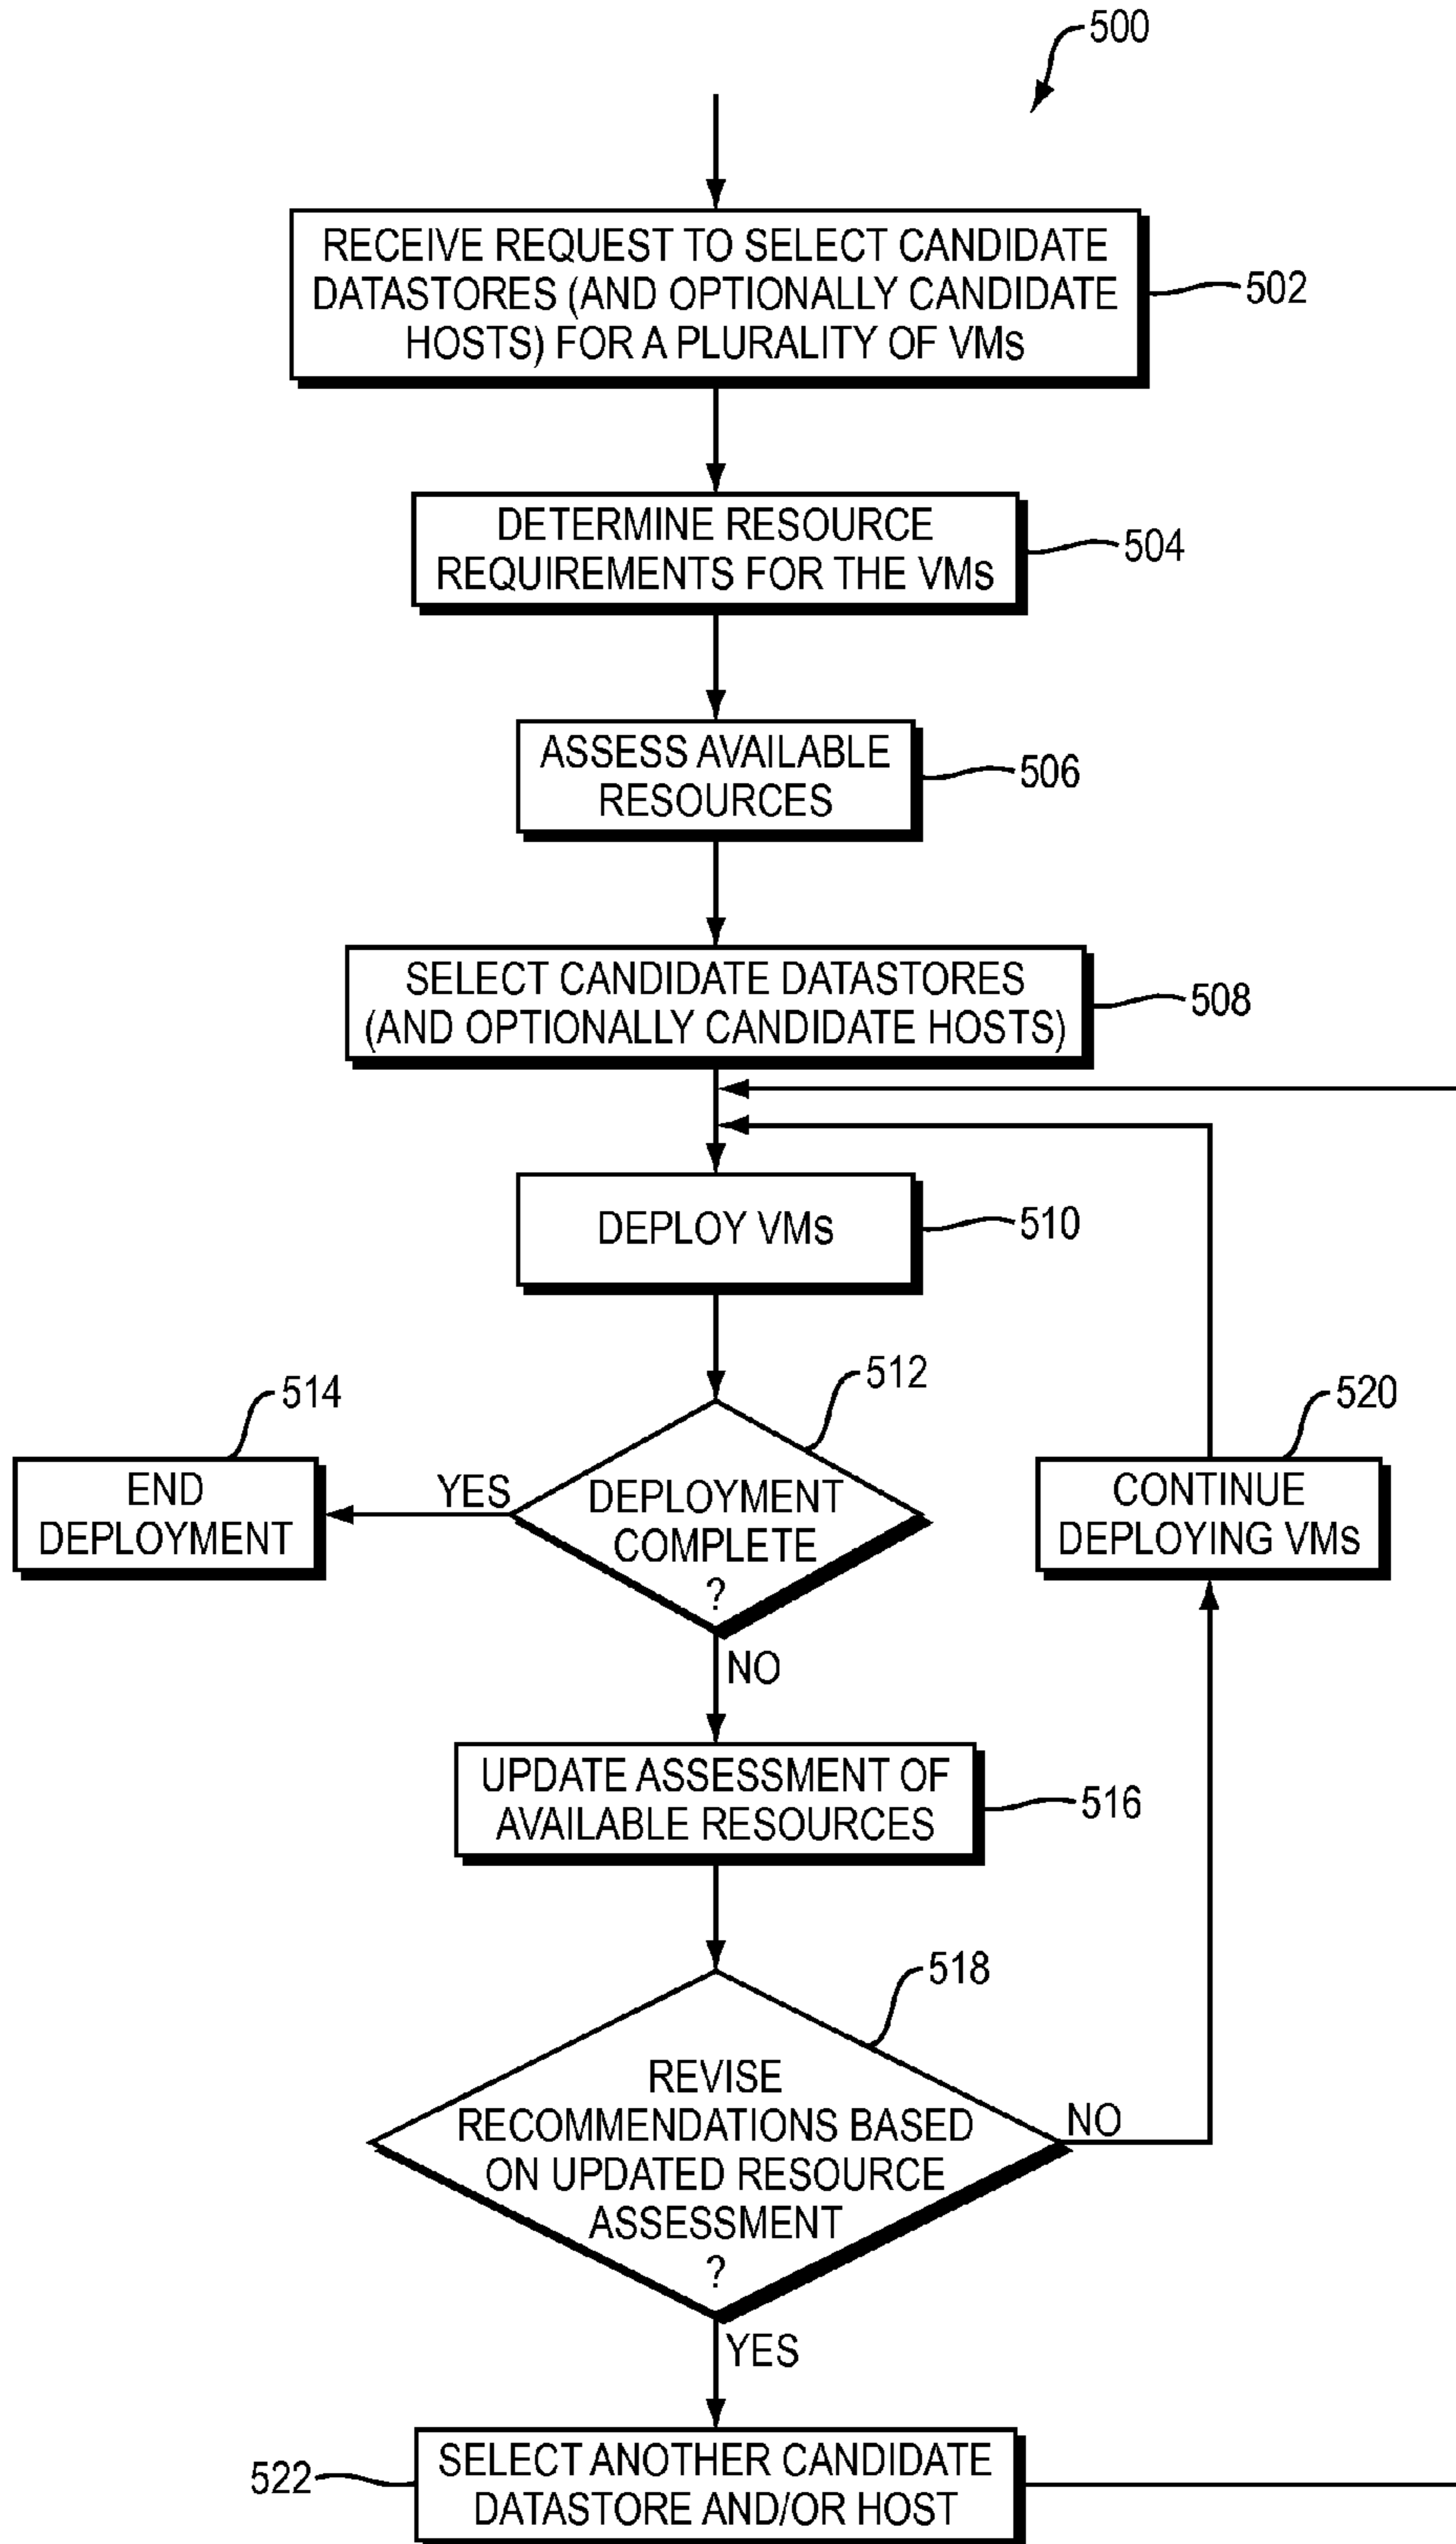 500
RECEIVE REQUEST TO SELECT CANDIDATE
DATASTORES (AND OPTIONALLY CANDIDATE
HOSTS) FOR A PLURALITY OF VMs
502
DETERMINE RESOURCE
REQUIREMENTS FOR THE VMs
504
ASSESS AVAILABLE
RESOURCES
506
SELECT CANDIDATE DATASTORES
(AND OPTIONALLY CANDIDATE HOSTS)
508
DEPLOY VMs
510
512
514
520
END
DEPLOYMENT
YES
DEPLOYMENT
COMPLETE
?
CONTINUE
DEPLOYING VMs
NO
UPDATE ASSESSMENT OF
AVAILABLE RESOURCES
516
518
REVISE
RECOMMENDATIONS BASED
ON UPDATED RESOURCE
ASSESSMENT
?
NO
YES
522
SELECT ANOTHER CANDIDATE
DATASTORE AND/OR HOST